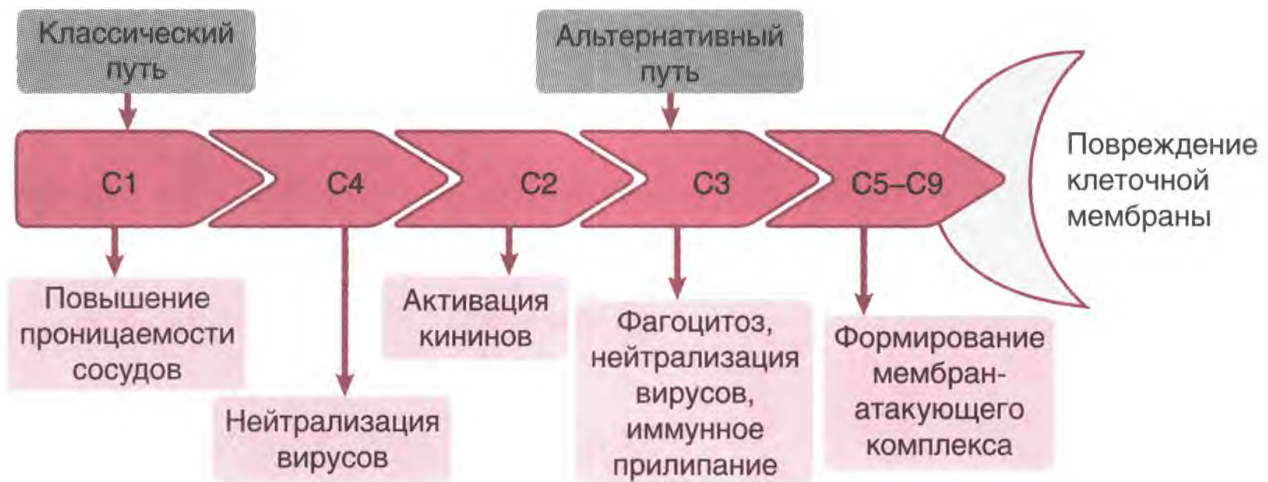 Классический
путь
Альтернативный
путь
C1
C4
C2
C3
C5–C9
Повреждение
клеточной
мембраны
Повышение
проницаемости
сосудов
Нейтрализация
вирусов
Активация
кининов
Фагоцитоз,
нейтрализация
вирусов,
иммунное
прилипание
Формирование
мембран-
атакующего
комплекса